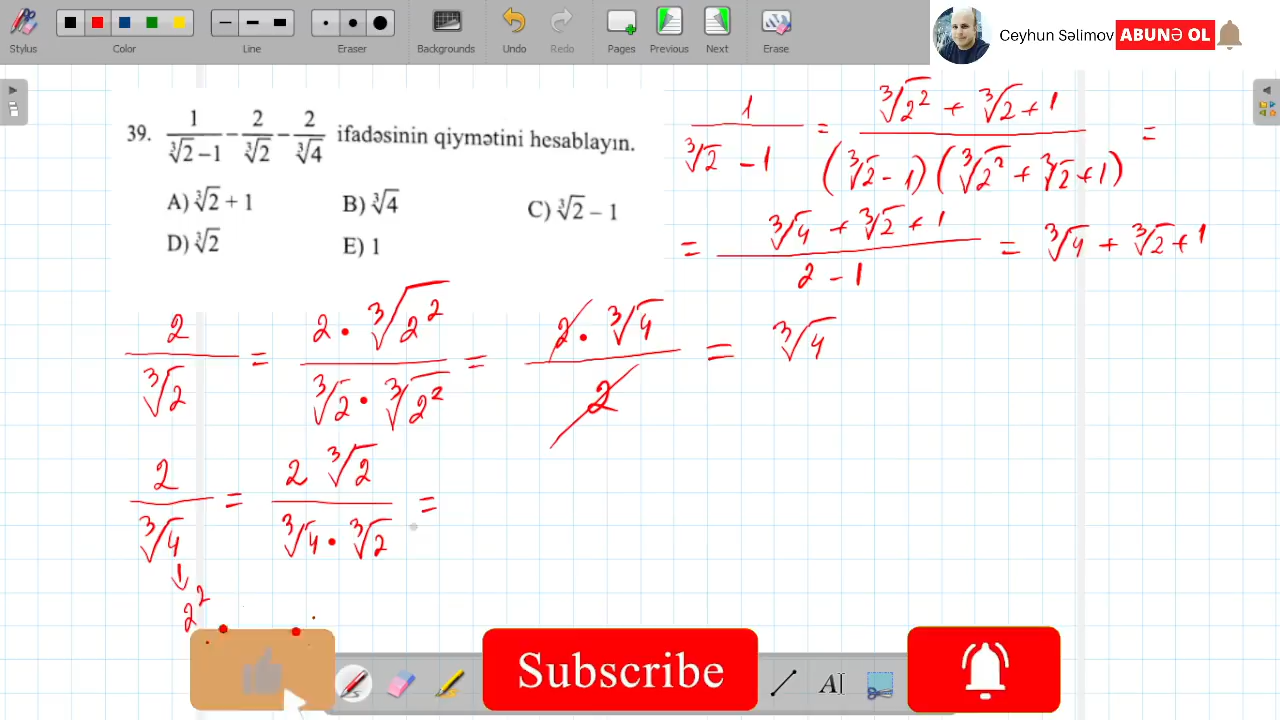 Stylus Color Line Eraser Backgrounds Undo Redo Pages Previous Next Erase
Ceyhun Səlimov ABUNƏ OL
39. 1/(∛2 – 1) – 2/∛2 – 2/∛4 ifadəsinin qiymətini hesablayın.
A) ∛2 + 1 B) ∛4 C) ∛2 – 1
D) ∛2 E) 1
1/(∛2 - 1) = (∛2² + ∛2 + 1)/((∛2 - 1)(∛2² + ∛2 + 1)) =
= (∛4 + ∛2 + 1)/(2 - 1) = ∛4 + ∛2 + 1
2/∛2 = (2 • ∛2²)/(∛2 • ∛2²) = (2 • ∛4)/2 = ∛4
2/∛4 = (2 ∛2)/(∛4 • ∛2) =
↓
2²
Subscribe